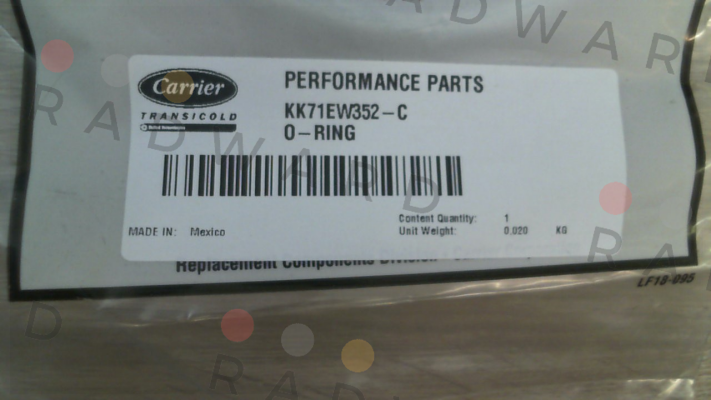 RADWARD
Carrier
TRANSICOLD
PERFORMANCE PARTS
KK71EW352-C
O-RING
RADWARD
Content Quantity: 1
MADE IN: Mexico
Unit Weight: 0.020 KG
Replacement Components Division
LF18-095